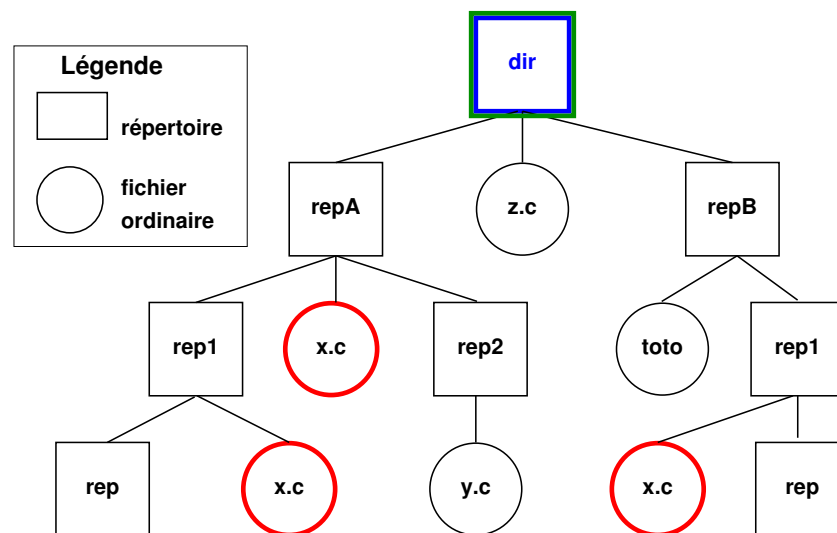 dir
Légende
répertoire
fichier
ordinaire
repA
z.c
repB
rep1
x.c
rep2
toto
rep1
rep
x.c
y.c
x.c
rep